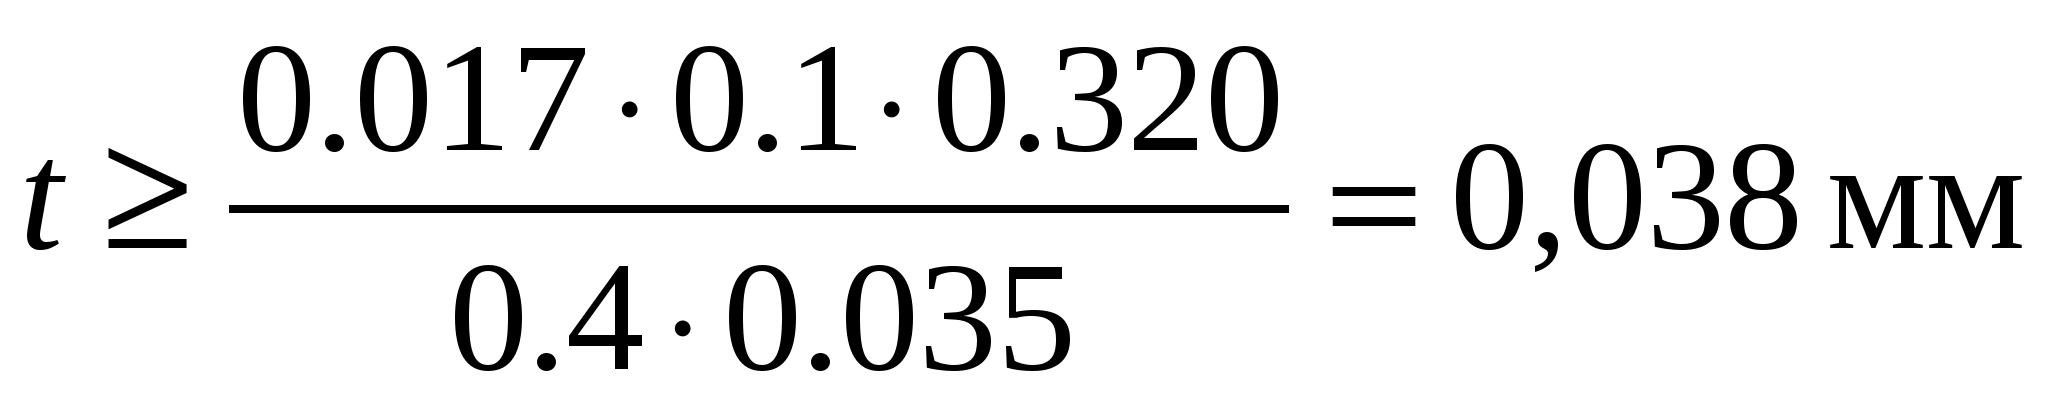 t ≥ 0.017 · 0.1 · 0.320 / 0.4 · 0.035 = 0,038 мм